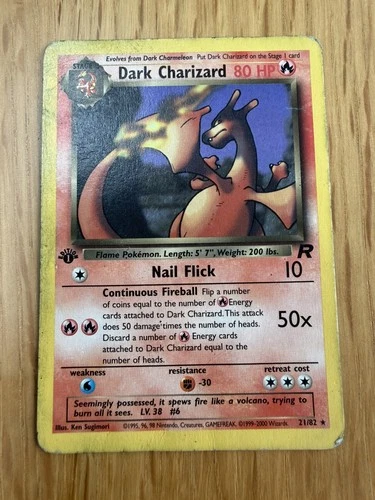 Evolves from Dark Charmeleon Put Dark Charizard on the Stage 1 card
Dark Charizard 80 HP
Flame Pokémon. Length: 5' 7", Weight: 200 lbs.
EDITION
1
R
Nail Flick 10
Continuous Fireball Flip a number
of coins equal to the number of Energy
cards attached to Dark Charizard. This attack
does 50 damage times the number of heads.
Discard a number of Energy cards
attached to Dark Charizard equal to the
number of heads.
50x
weakness resistance retreat cost
-30
Seemingly possessed, it spews fire like a volcano, trying to
burn all it sees. LV. 38 #6
Illus. Ken Sugimori ©1995, 96, 98 Nintendo, Creatures, GAMEFREAK. ©1999-2000 Wizards. 21/82